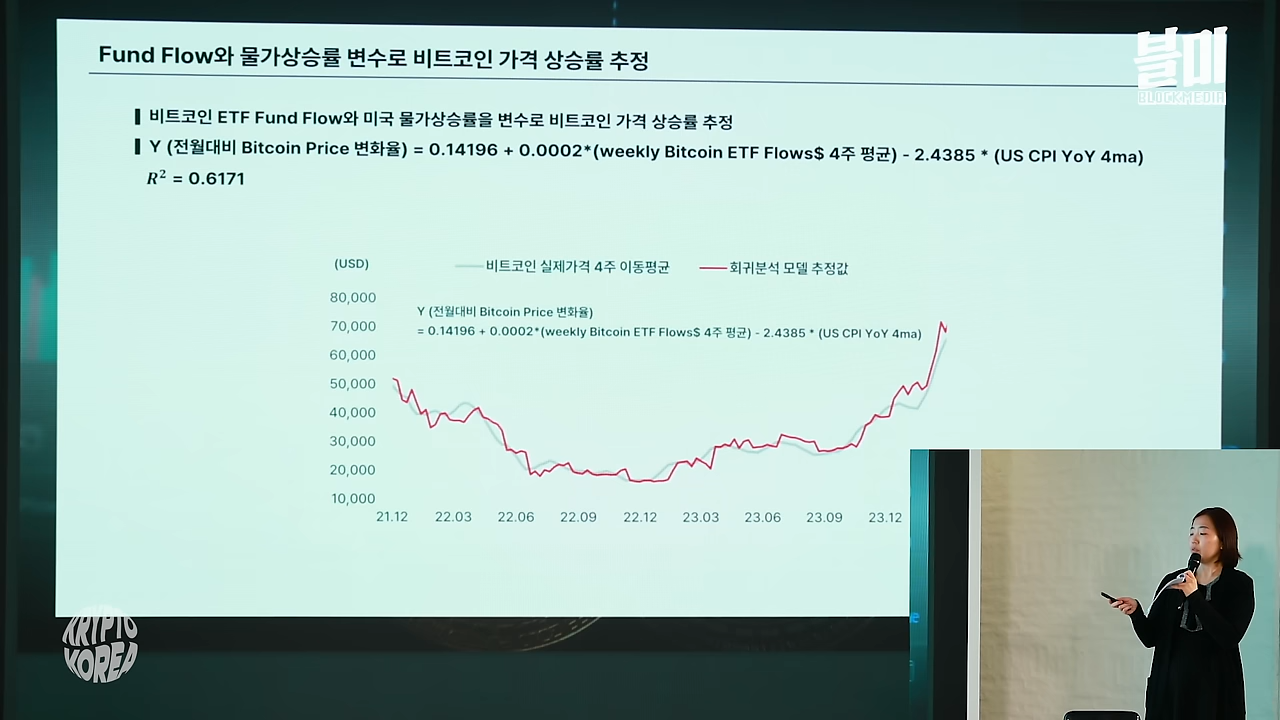 Fund Flow와 물가상승률 변수로 비트코인 가격 상승률 추정
블미
BLOCKMEDIA
비트코인 ETF Fund Flow와 미국 물가상승률을 변수로 비트코인 가격 상승률 추정
Y (전월대비 Bitcoin Price 변화율) = 0.14196 + 0.0002*(weekly Bitcoin ETF Flows$ 4주 평균) - 2.4385 * (US CPI YoY 4ma)
R² = 0.6171
(USD)
비트코인 실제가격 4주 이동평균
회귀분석 모델 추정값
80,000
70,000
60,000
50,000
40,000
30,000
20,000
10,000
Y (전월대비 Bitcoin Price 변화율)
= 0.14196 + 0.0002*(weekly Bitcoin ETF Flows$ 4주 평균) - 2.4385 * (US CPI YoY 4ma)
21.12 22.03 22.06 22.09 22.12 23.03 23.06 23.09 23.12
KRYPTO
KOREA